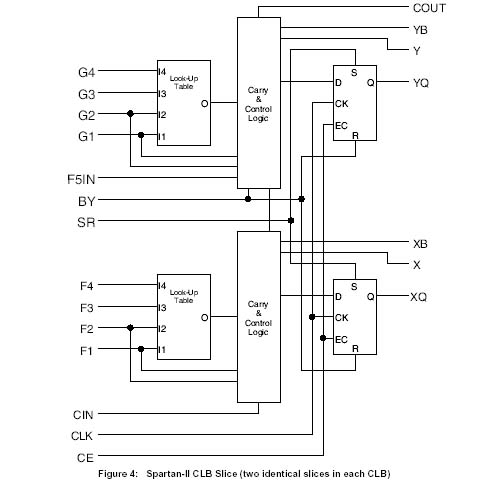 COUT
YB
Y
G4
G3
G2
G1
I4
I3
I2
I1
Look-Up
Table
O
Carry
&
Control
Logic
S
D
Q
CK
EC
R
YQ
F5IN
BY
SR
XB
X
F4
F3
F2
F1
I4
I3
I2
I1
Look-Up
Table
O
Carry
&
Control
Logic
S
D
Q
CK
EC
R
XQ
CIN
CLK
CE
Figure 4: Spartan-II CLB Slice (two identical slices in each CLB)